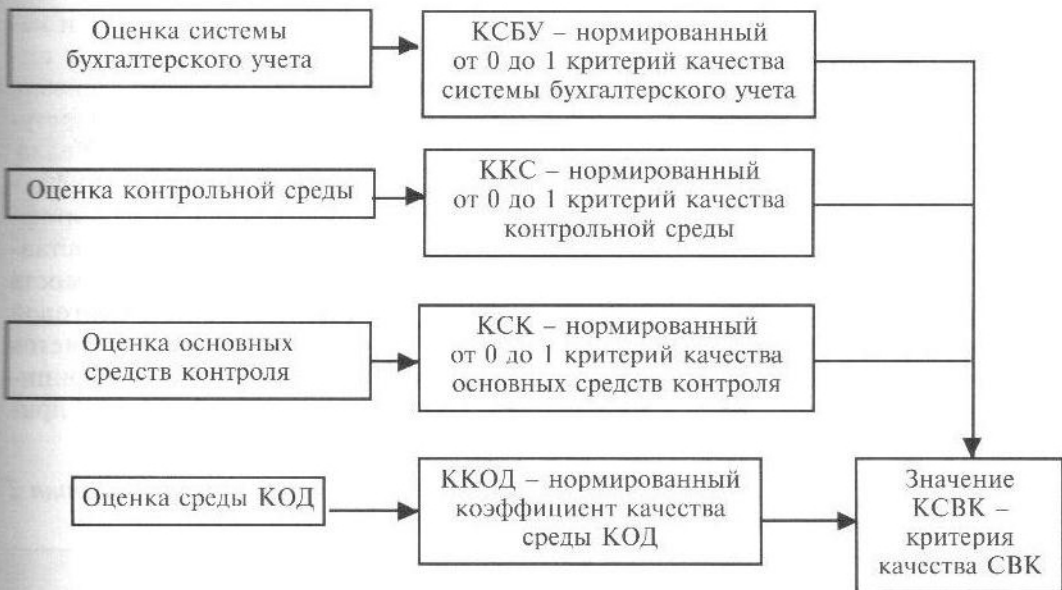 Оценка системы
бухгалтерского учета
КСБУ – нормированный
от 0 до 1 критерий качества
системы бухгалтерского учета
Оценка контрольной среды
ККС – нормированный
от 0 до 1 критерий качества
контрольной среды
Оценка основных
средств контроля
КСК – нормированный
от 0 до 1 критерий качества
основных средств контроля
Оценка среды КОД
ККОД – нормированный
коэффициент качества
среды КОД
Значение
КСВК –
критерия
качества СВК